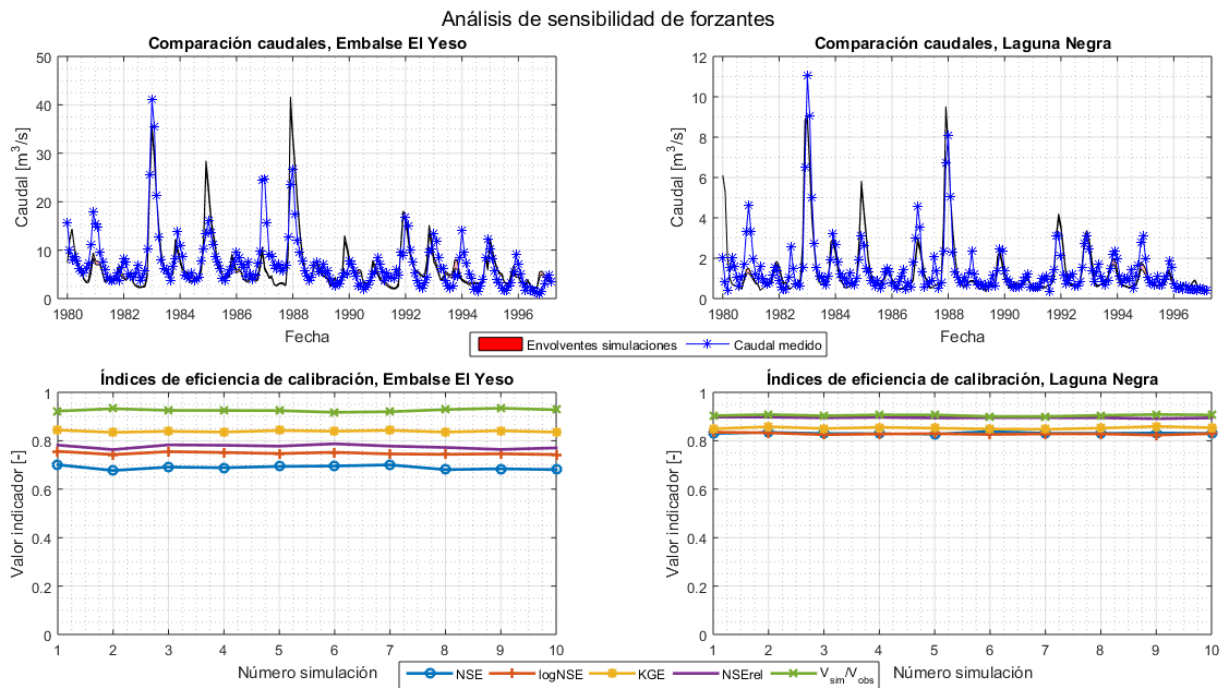 Análisis de sensibilidad de forzantes
Comparación caudales, Embalse El Yeso
Caudal [m³/s]
50
40
30
20
10
0
1980 1982 1984 1986 1988 1990 1992 1994 1996
Fecha
Comparación caudales, Laguna Negra
Caudal [m³/s]
12
10
8
6
4
2
0
1980 1982 1984 1986 1988 1990 1992 1994 1996
Fecha
Envolventes simulaciones Caudal medido
Índices de eficiencia de calibración, Embalse El Yeso
Valor indicador [-]
1
0.8
0.6
0.4
0.2
0
1 2 3 4 5 6 7 8 9 10
Número simulación
Índices de eficiencia de calibración, Laguna Negra
Valor indicador [-]
1
0.8
0.6
0.4
0.2
0
1 2 3 4 5 6 7 8 9 10
Número simulación
NSE logNSE KGE NSErel V_sim/V_obs